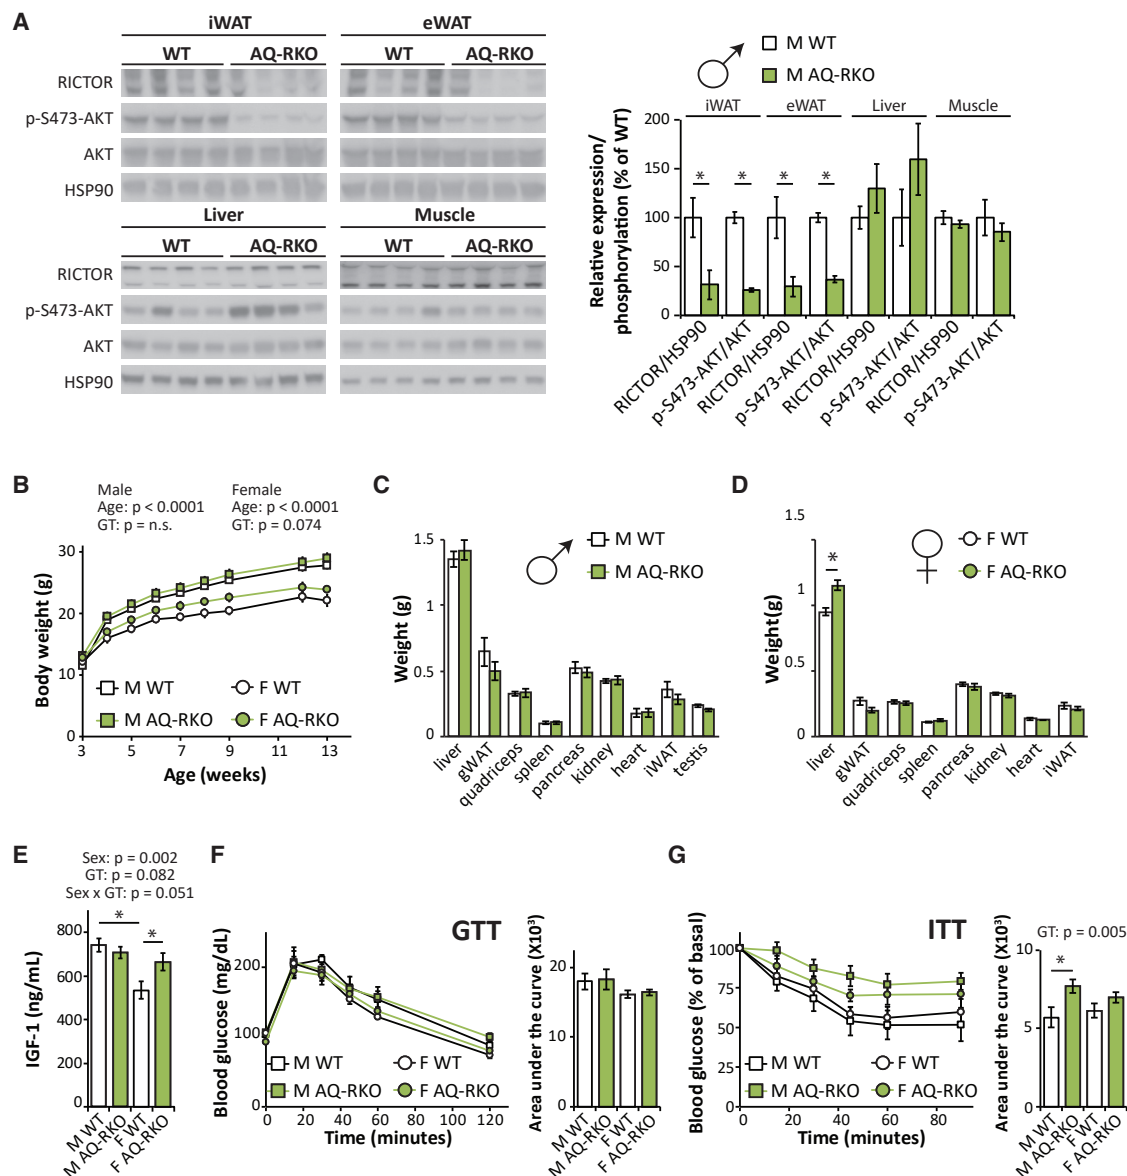 A
iWAT
eWAT
WT
AQ-RKO
WT
AQ-RKO
RICTOR
p-S473-AKT
AKT
HSP90
Liver
Muscle
WT
AQ-RKO
WT
AQ-RKO
RICTOR
p-S473-AKT
AKT
HSP90
M WT
M AQ-RKO
iWAT
eWAT
Liver
Muscle
Relative expression/
phosphorylation (% of WT)
200
150
100
50
0
*
*
*
*
RICTOR/HSP90
p-S473-AKT/AKT
RICTOR/HSP90
p-S473-AKT/AKT
RICTOR/HSP90
p-S473-AKT/AKT
RICTOR/HSP90
p-S473-AKT/AKT
B
Male
Age: p < 0.0001
GT: p = n.s.
Female
Age: p < 0.0001
GT: p = 0.074
Body weight (g)
30
20
10
0
M WT
F WT
M AQ-RKO
F AQ-RKO
3
5
7
9
11
13
Age (weeks)
C
M WT
M AQ-RKO
Weight (g)
1.5
1
0.5
0
liver
gWAT
quadriceps
spleen
pancreas
kidney
heart
iWAT
testis
D
F WT
F AQ-RKO
Weight(g)
1.5
1
0.5
0
*
liver
gWAT
quadriceps
spleen
pancreas
kidney
heart
iWAT
E
Sex: p = 0.002
GT: p = 0.082
Sex x GT: p = 0.051
IGF-1 (ng/mL)
800
600
400
200
0
*
*
M WT
M AQ-RKO
F WT
F AQ-RKO
F
GTT
Blood glucose (mg/dL)
200
100
0
M WT
F WT
M AQ-RKO
F AQ-RKO
0
20
40
60
80
100
120
Time (minutes)
Area under the curve (X10³)
20
10
0
M WT
M AQ-RKO
F WT
F AQ-RKO
G
ITT
Blood glucose (% of basal)
100
75
50
25
0
M WT
F WT
M AQ-RKO
F AQ-RKO
0
20
40
60
80
Time (minutes)
Area under the curve (X10³)
GT: p = 0.005
10
5
0
*
M WT
M AQ-RKO
F WT
F AQ-RKO